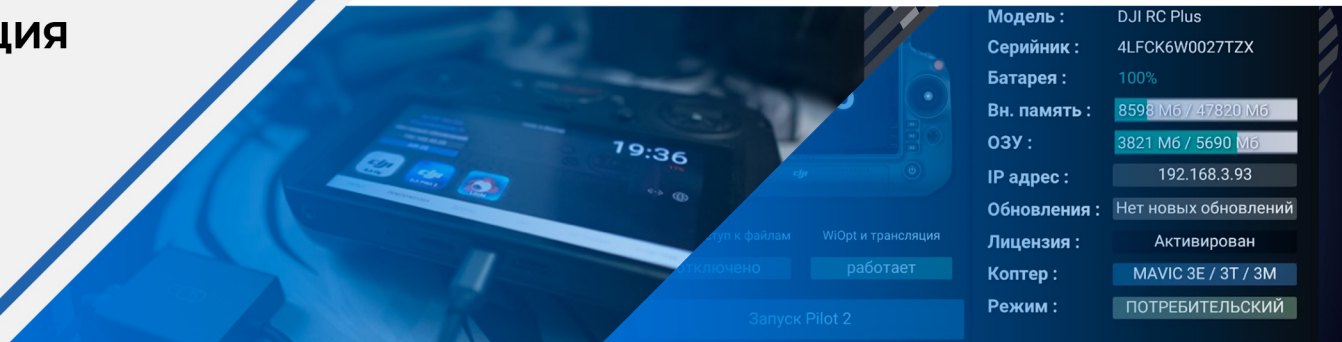 ция
19:36
Модель : DJI RC Plus
Серийник : 4LFCK6W0027TZX
Батарея : 100%
Вн. память : 8598 Мб / 47820 Мб
ОЗУ : 3821 Мб / 5690 Мб
IP адрес : 192.168.3.93
Обновления : Нет новых обновлений
Лицензия : Активирован
Коптер : MAVIC 3E / 3T / 3M
Режим : ПОТРЕБИТЕЛЬСКИЙ
туп к файлам WiOpt и трансляция
отключено работает
Запуск Pilot 2